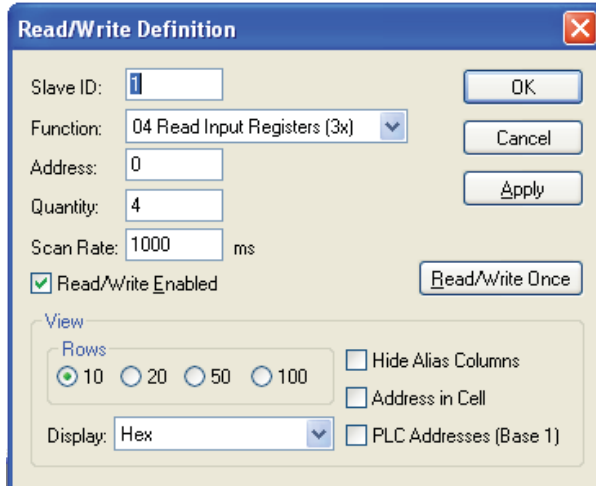 Read/Write Definition
Slave ID: 1
OK
Function: 04 Read Input Registers (3x)
Cancel
Address: 0
Apply
Quantity: 4
Scan Rate: 1000 ms
Read/Write Enabled
Read/Write Once
View
Rows
10 20 50 100
Hide Alias Columns
Address in Cell
Display: Hex
PLC Addresses (Base 1)